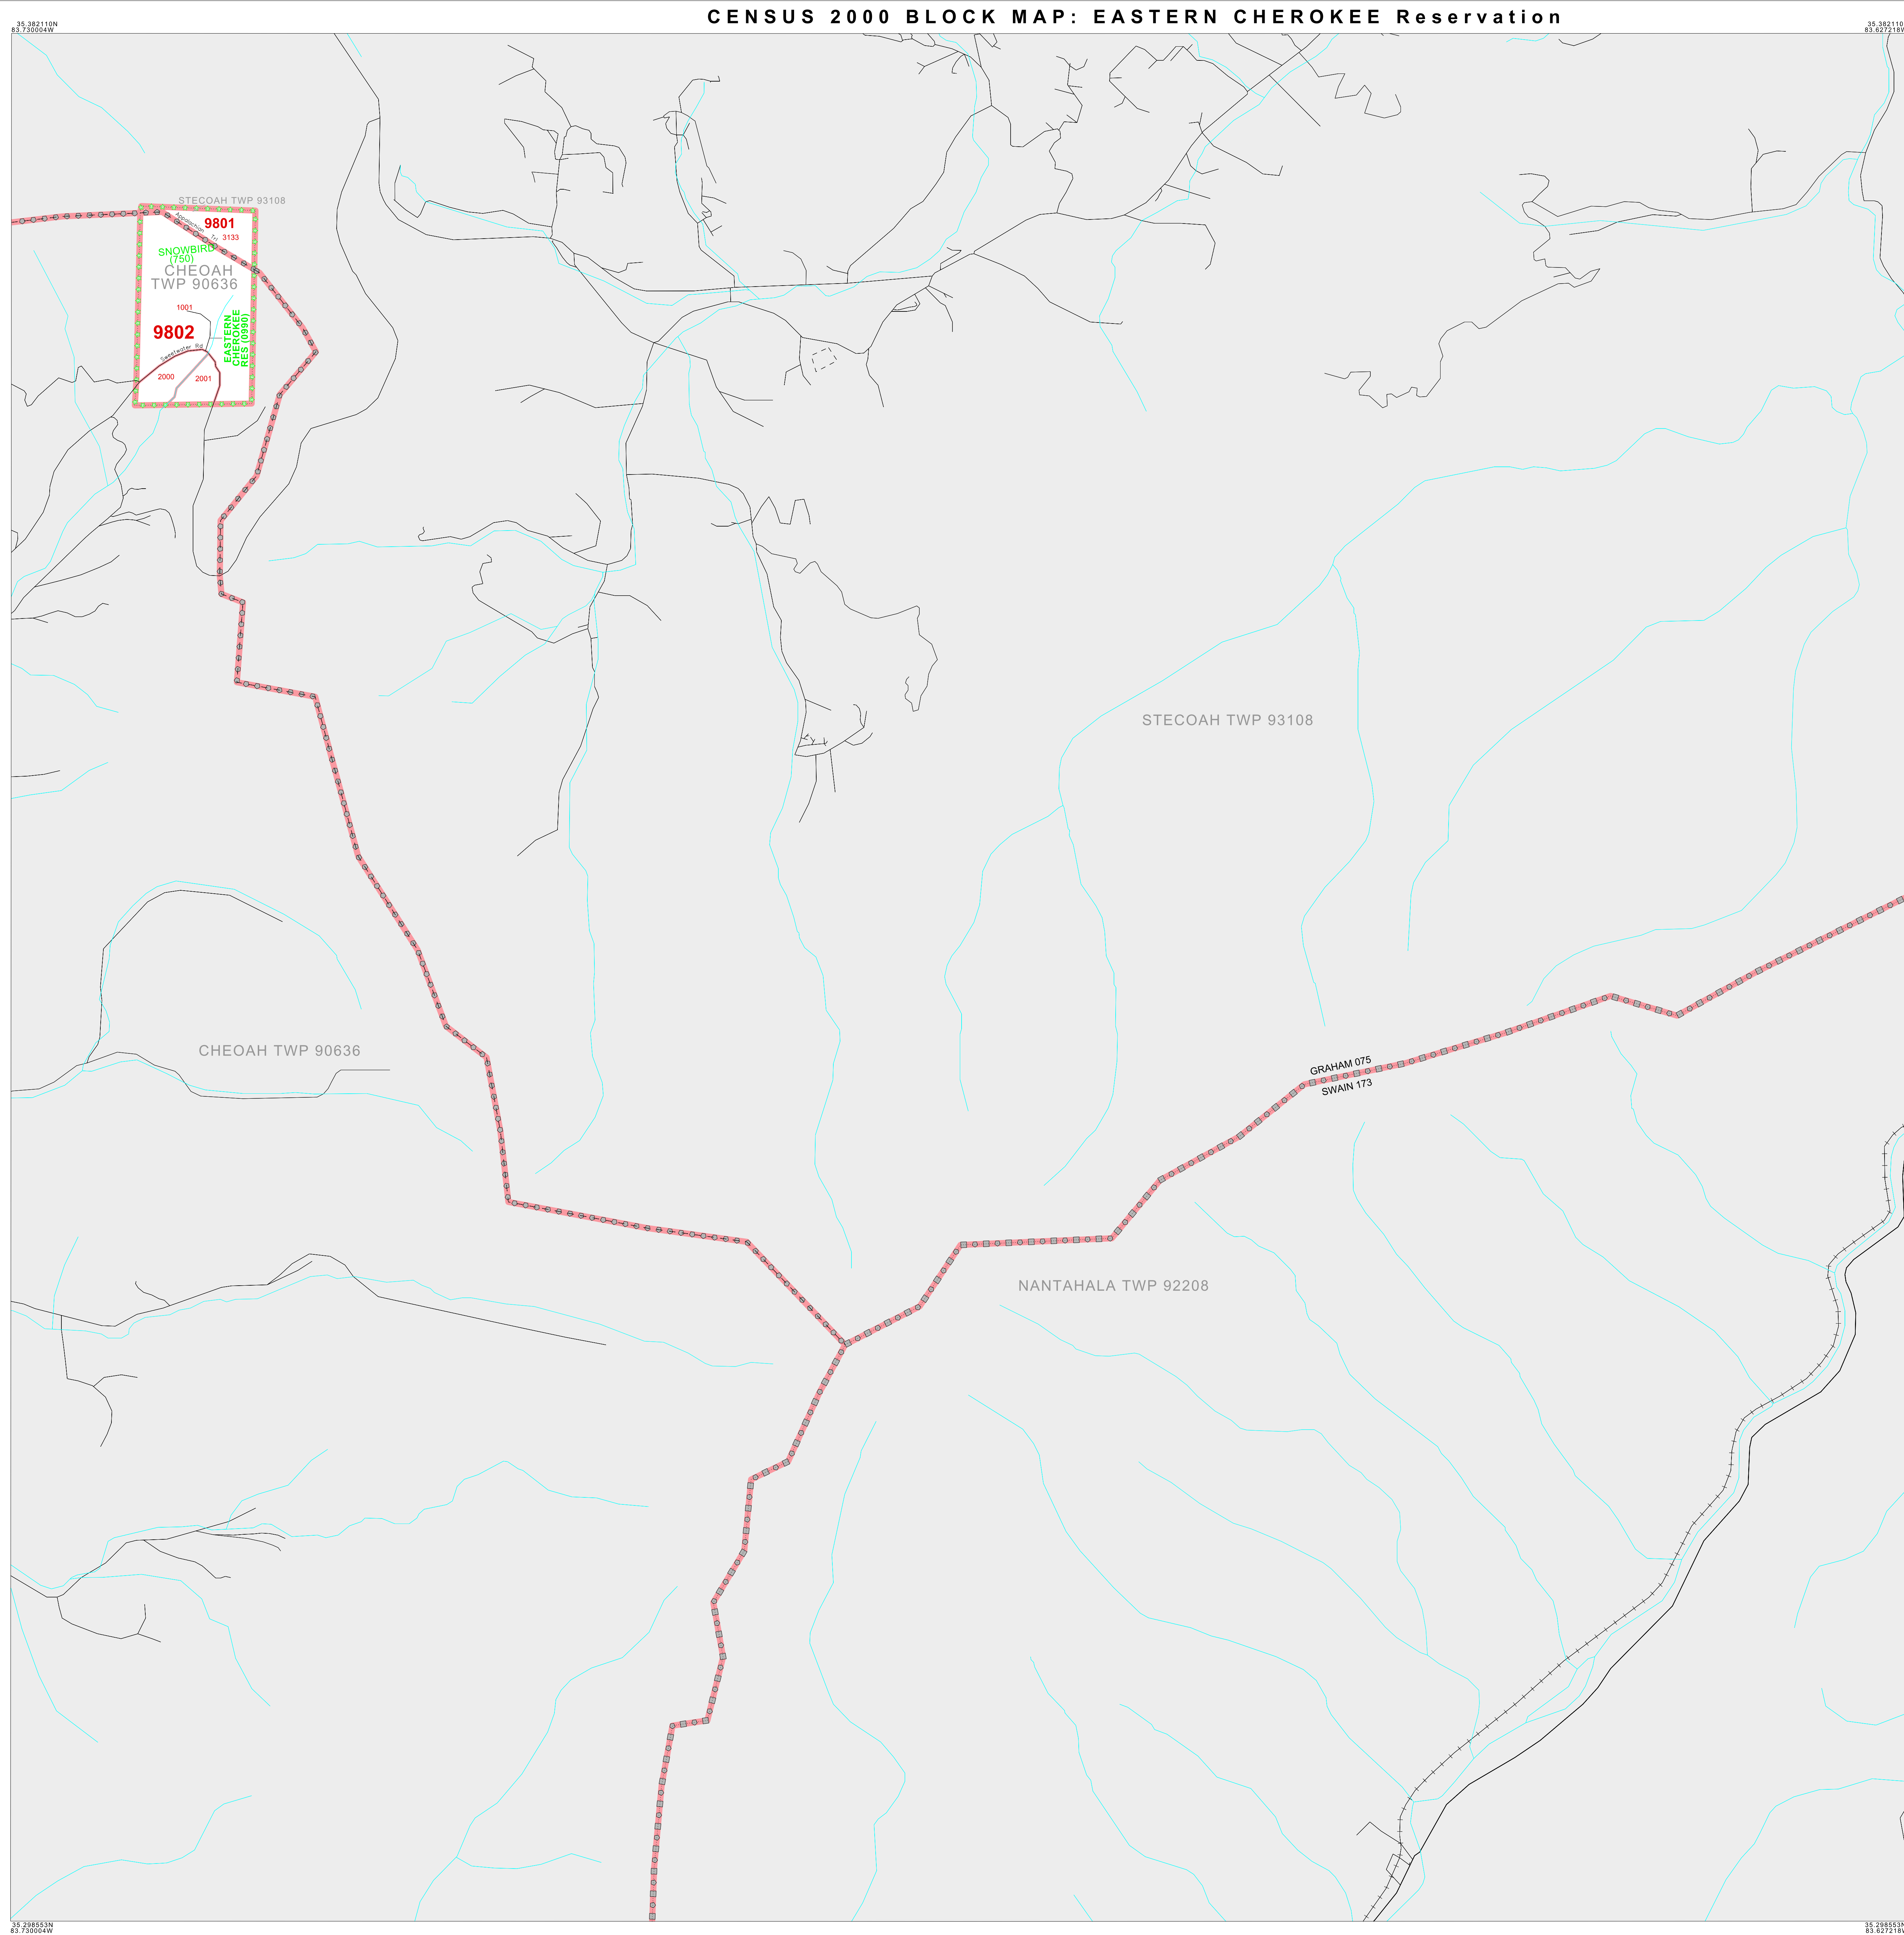 CENSUS 2000 BLOCK MAP: EASTERN CHEROKEE Reservation
35.382110N
83.730004W
35.382110N
83.627218W
STECOAH TWP 93108
Appalachian Trl
9801
3133
SNOWBIRD
(750)
CHEOAH
TWP 90636
1001
9802
EASTERN
CHEROKEE
RES (0990)
Sweetwater Rd
2000
2001
STECOAH TWP 93108
CHEOAH TWP 90636
GRAHAM 075
SWAIN 173
NANTAHALA TWP 92208
35.298553N
83.730004W
35.298553N
83.627218W